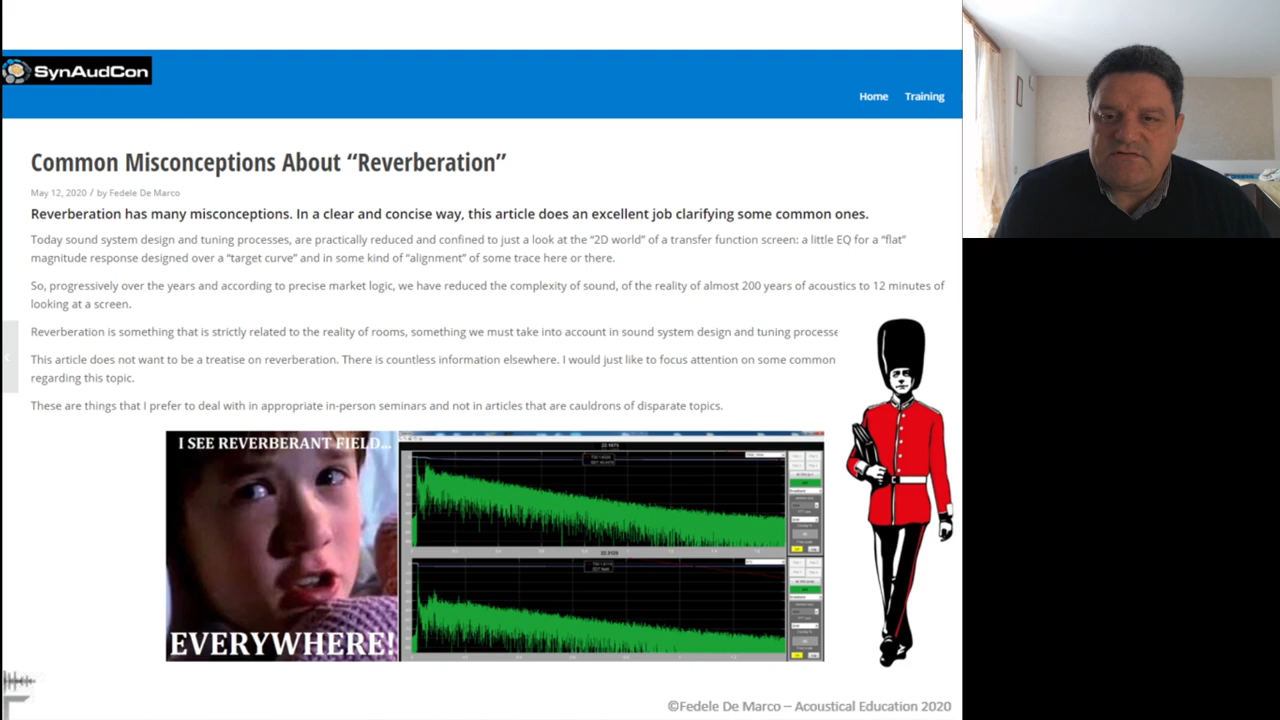 SynAudCon
Home Training
Common Misconceptions About “Reverberation”
May 12, 2020 / by Fedele De Marco
Reverberation has many misconceptions. In a clear and concise way, this article does an excellent job clarifying some common ones.
Today sound system design and tuning processes, are practically reduced and confined to just a look at the “2D world” of a transfer function screen: a little EQ for a “flat”
magnitude response designed over a “target curve” and in some kind of “alignment” of some trace here or there.
So, progressively over the years and according to precise market logic, we have reduced the complexity of sound, of the reality of almost 200 years of acoustics to 12 minutes of
looking at a screen.
Reverberation is something that is strictly related to the reality of rooms, something we must take into account in sound system design and tuning processe
This article does not want to be a treatise on reverberation. There is countless information elsewhere. I would just like to focus attention on some common
regarding this topic.
These are things that I prefer to deal with in appropriate in-person seminars and not in articles that are cauldrons of disparate topics.
I SEE REVERBERANT FIELD...
EVERYWHERE!
©Fedele De Marco – Acoustical Education 2020